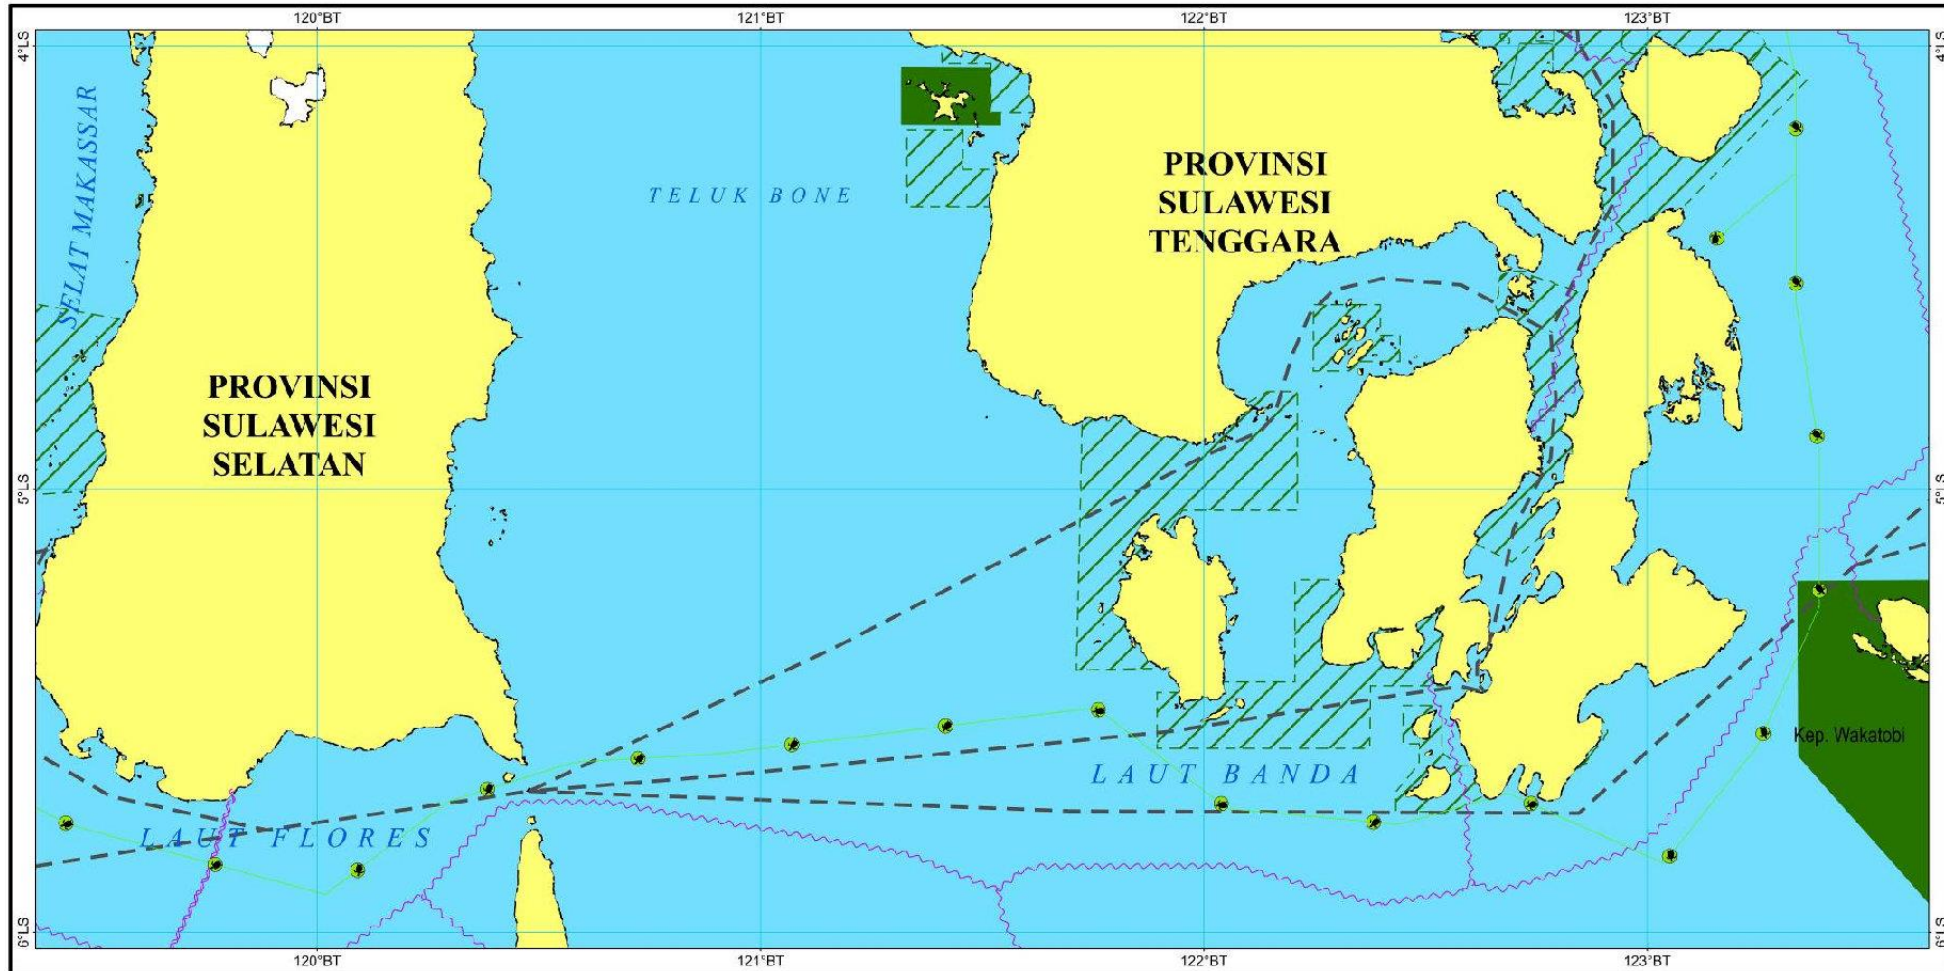 120°BT 121°BT 122°BT 123°BT
4°LS 4°LS
SELAT MAKASSAR
TELUK BONE
PROVINSI
SULAWESI
TENGGARA
PROVINSI
SULAWESI
SELATAN
5°LS 5°LS
Kep. Wakatobi
LAUT BANDA
LAUT FLORES
6°LS 6°LS
120°BT 121°BT 122°BT 123°BT